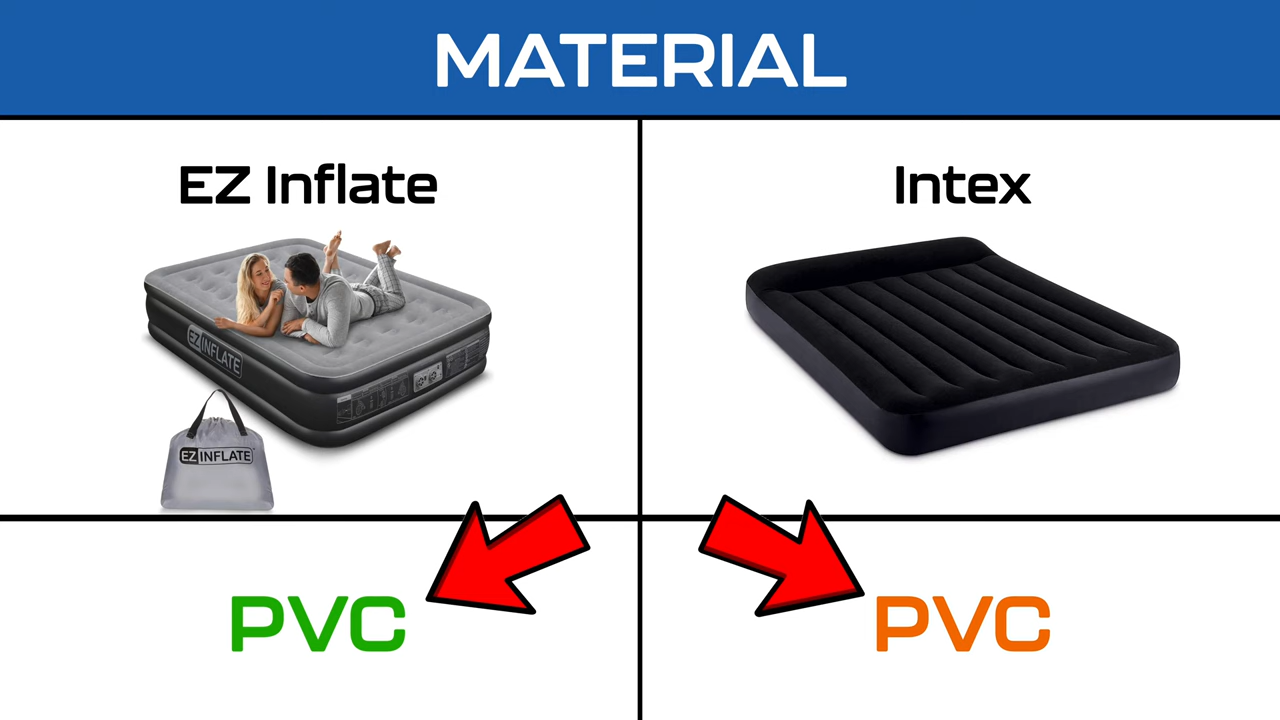 MATERIAL
EZ Inflate
Intex
EZ INFLATE
EZ INFLATE
PVC
PVC